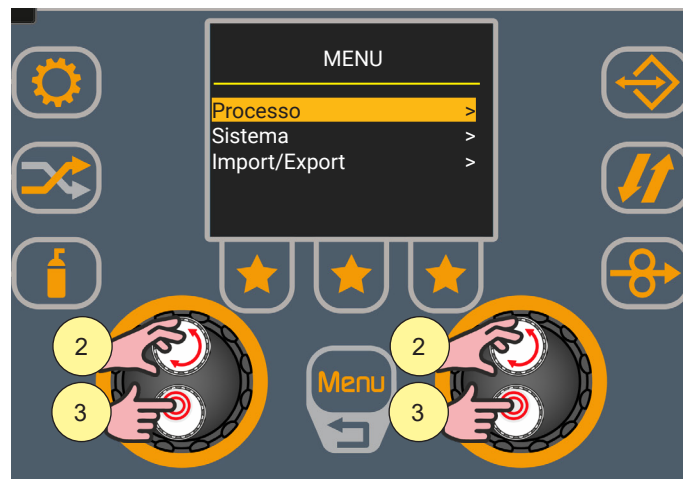 MENU
Processo >
Sistema >
Import/Export >
2
2
Menu
3
3